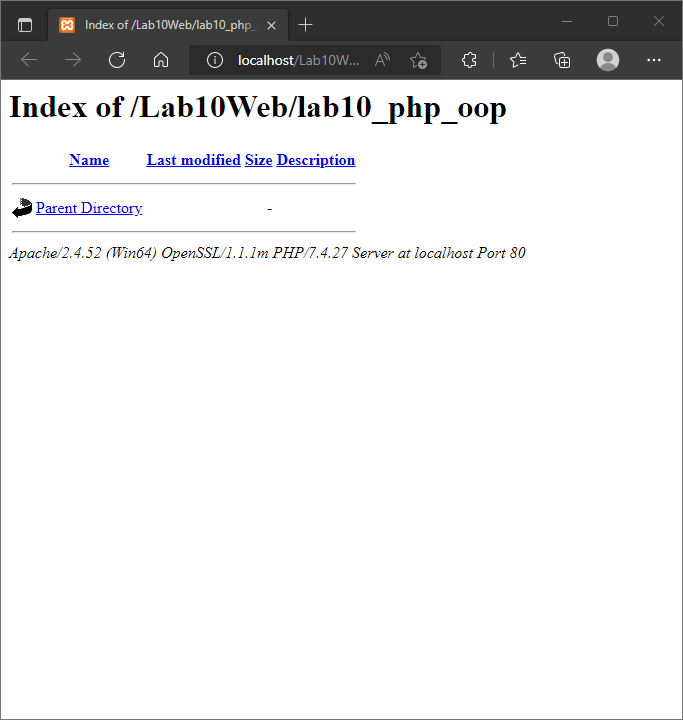 Index of /Lab10Web/lab10_php_
localhost/Lab10W...
Index of /Lab10Web/lab10_php_oop
Name Last modified Size Description
Parent Directory -
Apache/2.4.52 (Win64) OpenSSL/1.1.1m PHP/7.4.27 Server at localhost Port 80